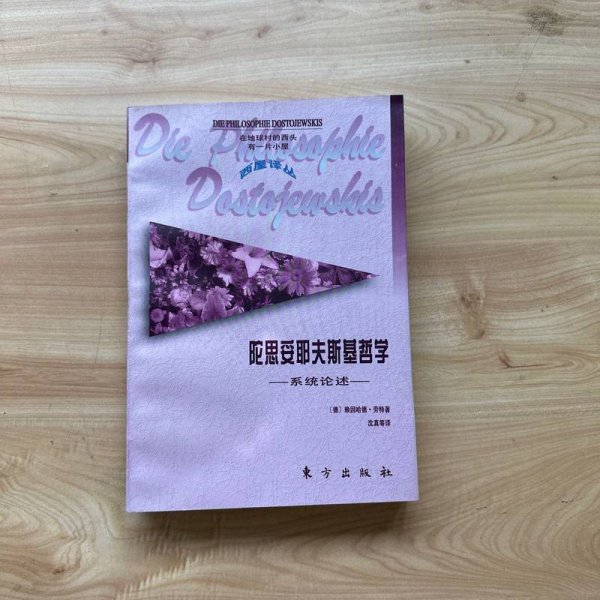 DIE PHILOSOPHIE DOSTOJEWSKIS
Die Philosophie
在地球村的西头
有一片小屋
西屋译丛
Dostojewskis
陀思妥耶夫斯基哲学
—系统论述—
〔德〕赖因哈德·劳特著
沈真等译
东方出版社